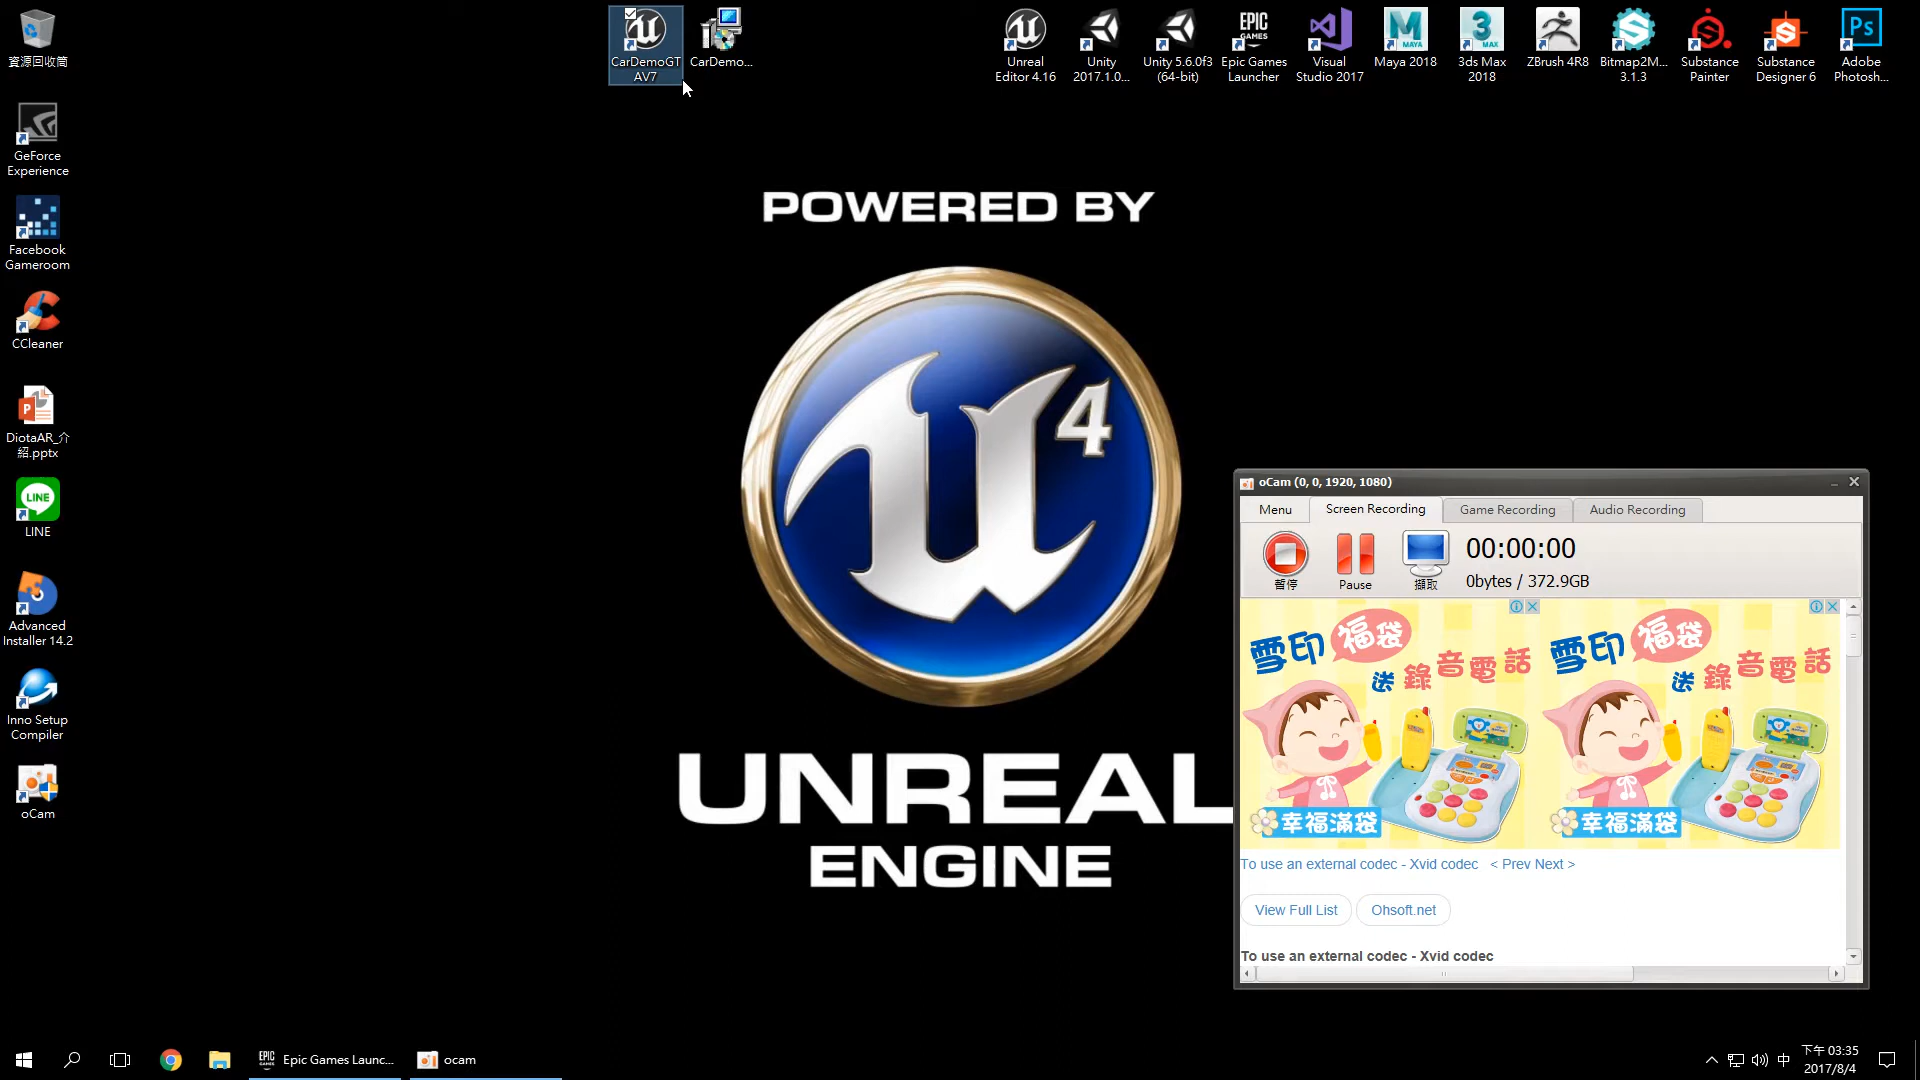 資源回收筒
GeForce
Experience
Facebook
Gameroom
CCleaner
DiotaAR_介
紹.pptx
LINE
LINE
Advanced
Installer 14.2
Inno Setup
Compiler
oCam
CarDemoGT
AV7
CarDemo...
Unreal
Editor 4.16
Unity
2017.1.0...
Unity 5.6.0f3
(64-bit)
EPIC
GAMES
Epic Games
Launcher
Visual
Studio 2017
MAYA
Maya 2018
3
MAX
3ds Max
2018
ZBrush 4R8
Bitmap2M...
3.1.3
Substance
Painter
Substance
Designer 6
Ps
Adobe
Photosh...
POWERED BY
4
UNREAL
ENGINE
oCam (0, 0, 1920, 1080)
Menu
Screen Recording
Game Recording
Audio Recording
暫停
Pause
擷取
00:00:00
0bytes / 372.9GB
雪印福袋
送錄音電話
幸福滿袋
雪印福袋
送錄音電話
幸福滿袋
To use an external codec - Xvid codec < Prev Next >
View Full List
Ohsoft.net
To use an external codec - Xvid codec
EPIC
GAMES
Epic Games Launc...
ocam
中
下午 03:35
2017/8/4